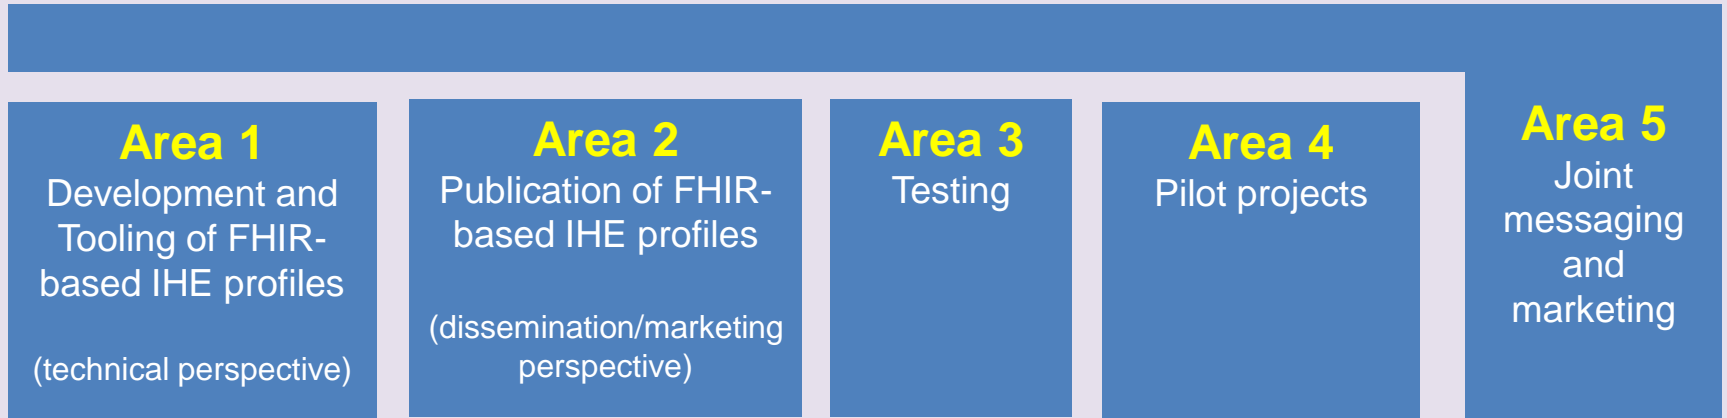 Area 1
Development and
Tooling of FHIR-
based IHE profiles
(technical perspective)
Area 2
Publication of FHIR-
based IHE profiles
(dissemination/marketing
perspective)
Area 3
Testing
Area 4
Pilot projects
Area 5
Joint
messaging
and
marketing